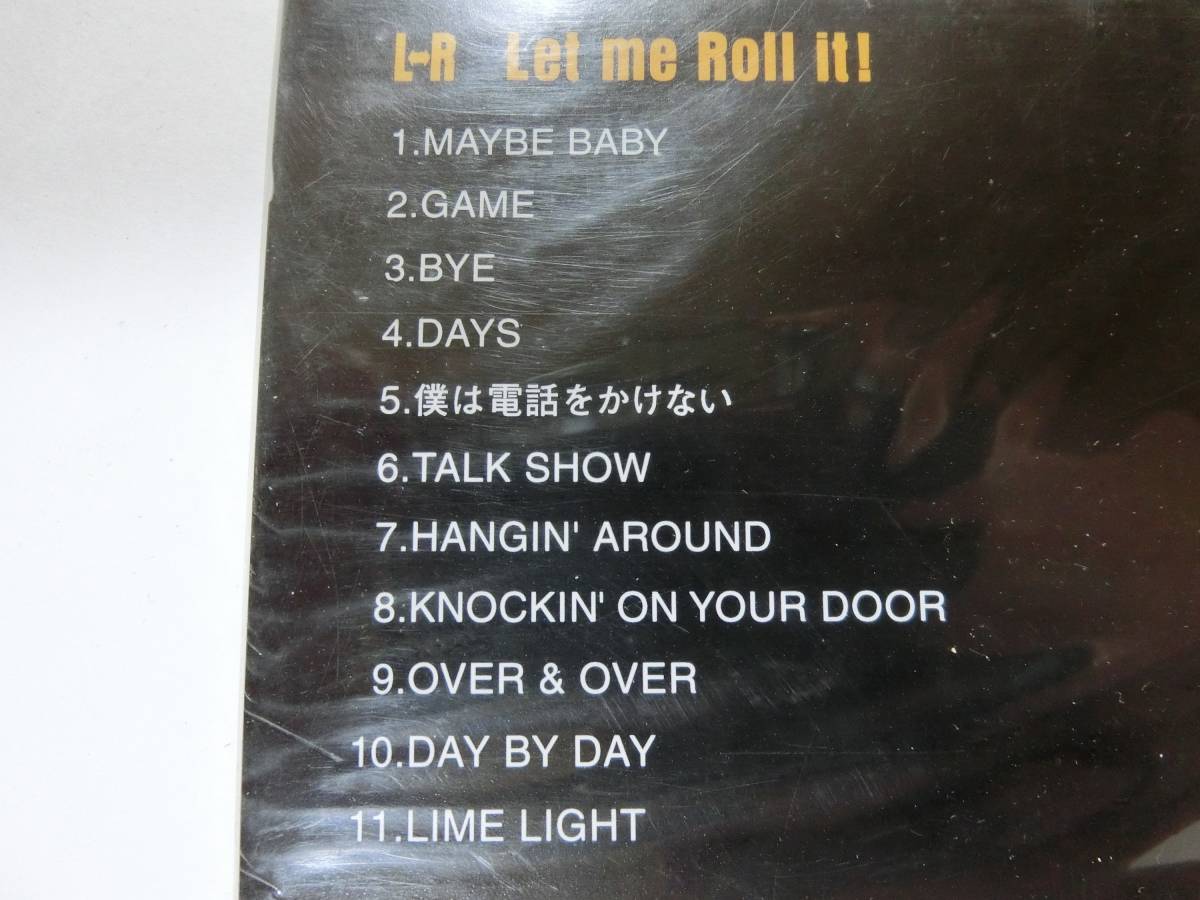 L↔R Let me Roll it!
1.MAYBE BABY
2.GAME
3.BYE
4.DAYS
5.僕は電話をかけない
6.TALK SHOW
7.HANGIN' AROUND
8.KNOCKIN' ON YOUR DOOR
9.OVER & OVER
10.DAY BY DAY
11.LIME LIGHT